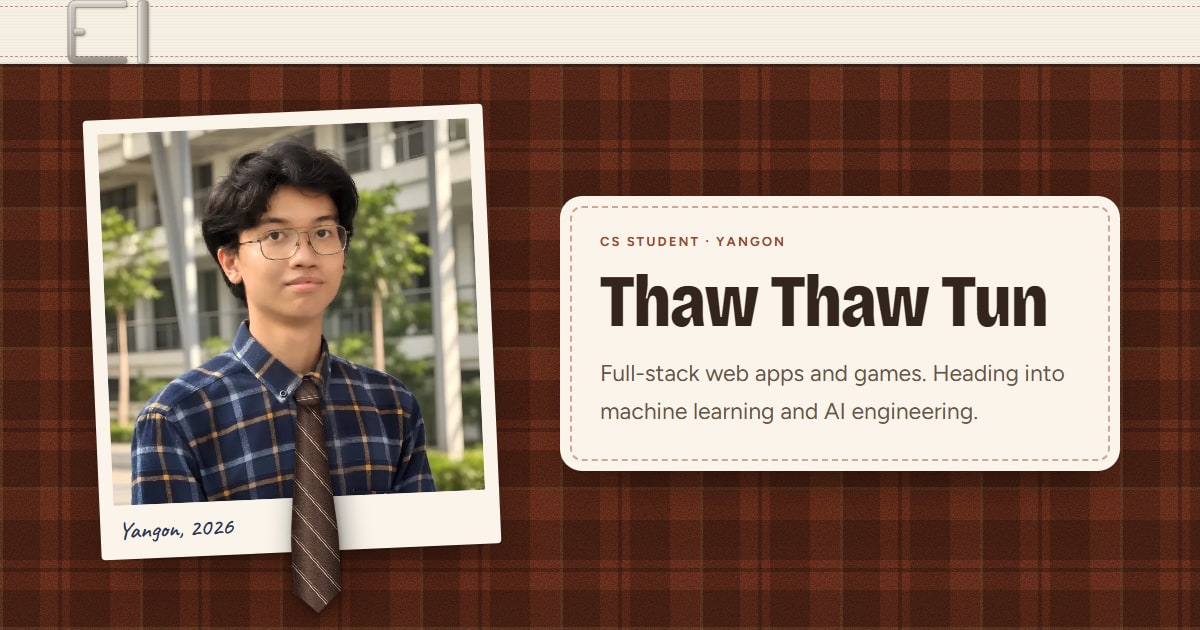 CS STUDENT · YANGON
Thaw Thaw Tun
Full-stack web apps and games. Heading into
machine learning and AI engineering.
Yangon, 2026